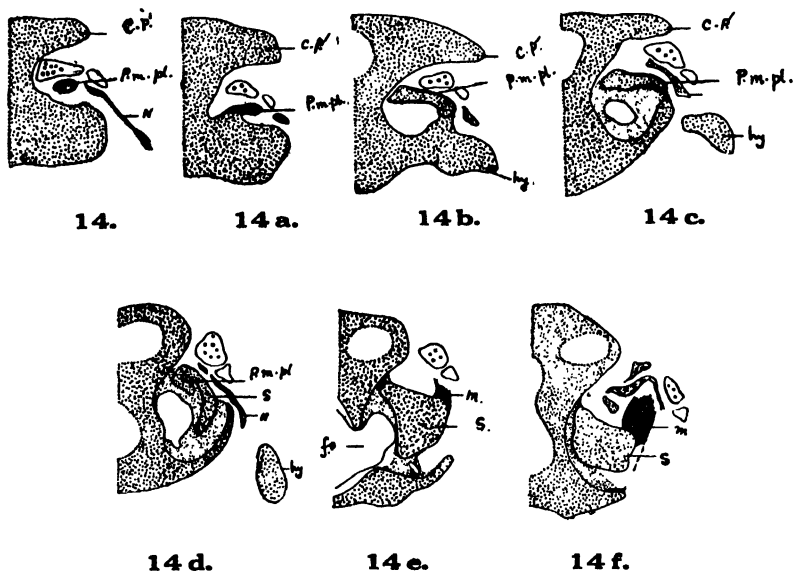 c.p.
P.m.pl.
N
14.
c.p.
P.m.pl.
14 a.
c.p.
p.m.pl.
hy.
14 b.
c.p.
P.m.pl.
hy
14 c.
P.m.pl
S
N
hy
14 d.
m.
S.
14 e.
m
S
14 f.